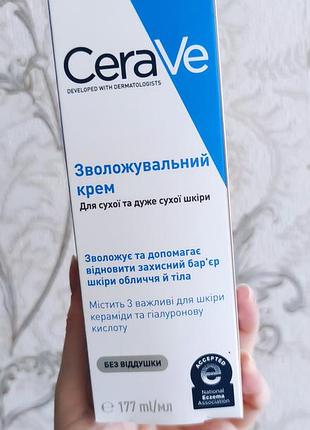 CeraVe
DEVELOPED WITH DERMATOLOGISTS
Зволожувальний
крем
Для сухої та дуже сухої шкіри
Зволожує та допомагає
відновити захисний бар'єр
шкіри обличчя й тіла
Містить 3 важливі для шкіри
кераміди та гіалуронову
кислоту
БЕЗ ВІДДУШКИ
℮ 177 ml/мл
ACCEPTED
National
Eczema
Association